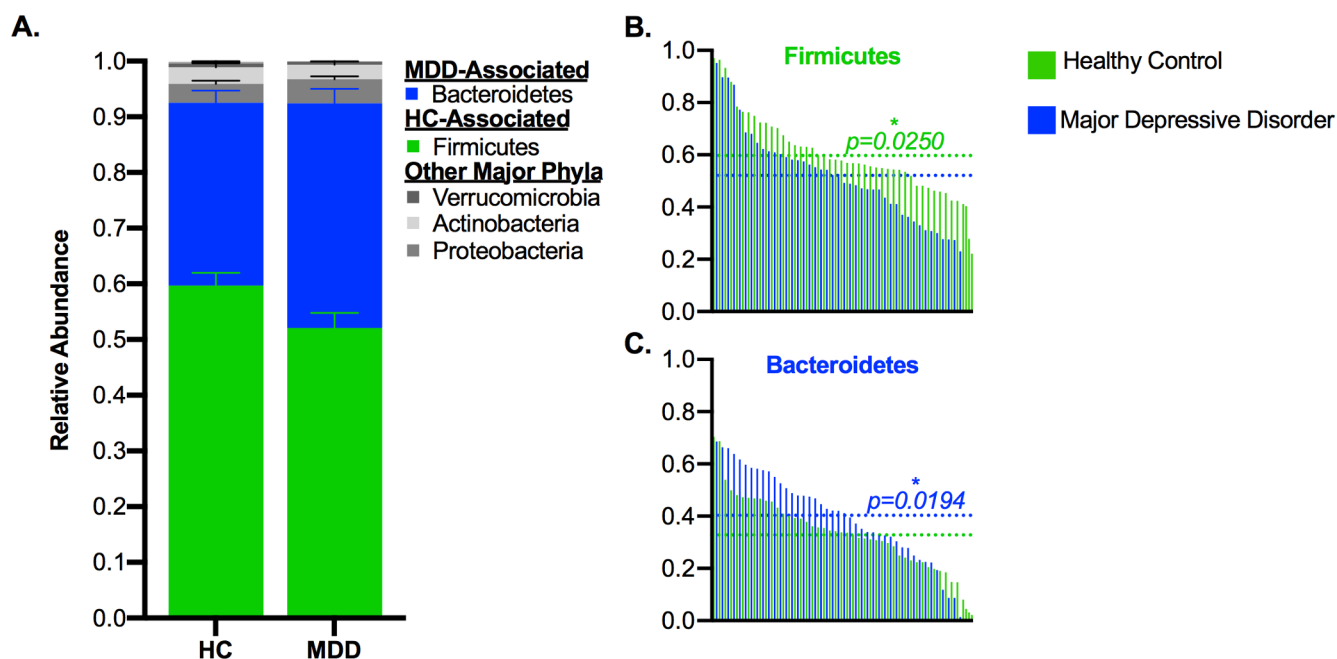 A.
Relative Abundance
1.0
0.9
0.8
0.7
0.6
0.5
0.4
0.3
0.2
0.1
0.0
HC
MDD
MDD-Associated
Bacteroidetes
HC-Associated
Firmicutes
Other Major Phyla
Verrucomicrobia
Actinobacteria
Proteobacteria
B.
Firmicutes
1.0
0.8
0.6
0.4
0.2
0.0
*
p=0.0250
C.
Bacteroidetes
1.0
0.8
0.6
0.4
0.2
0.0
*
p=0.0194
Healthy Control
Major Depressive Disorder